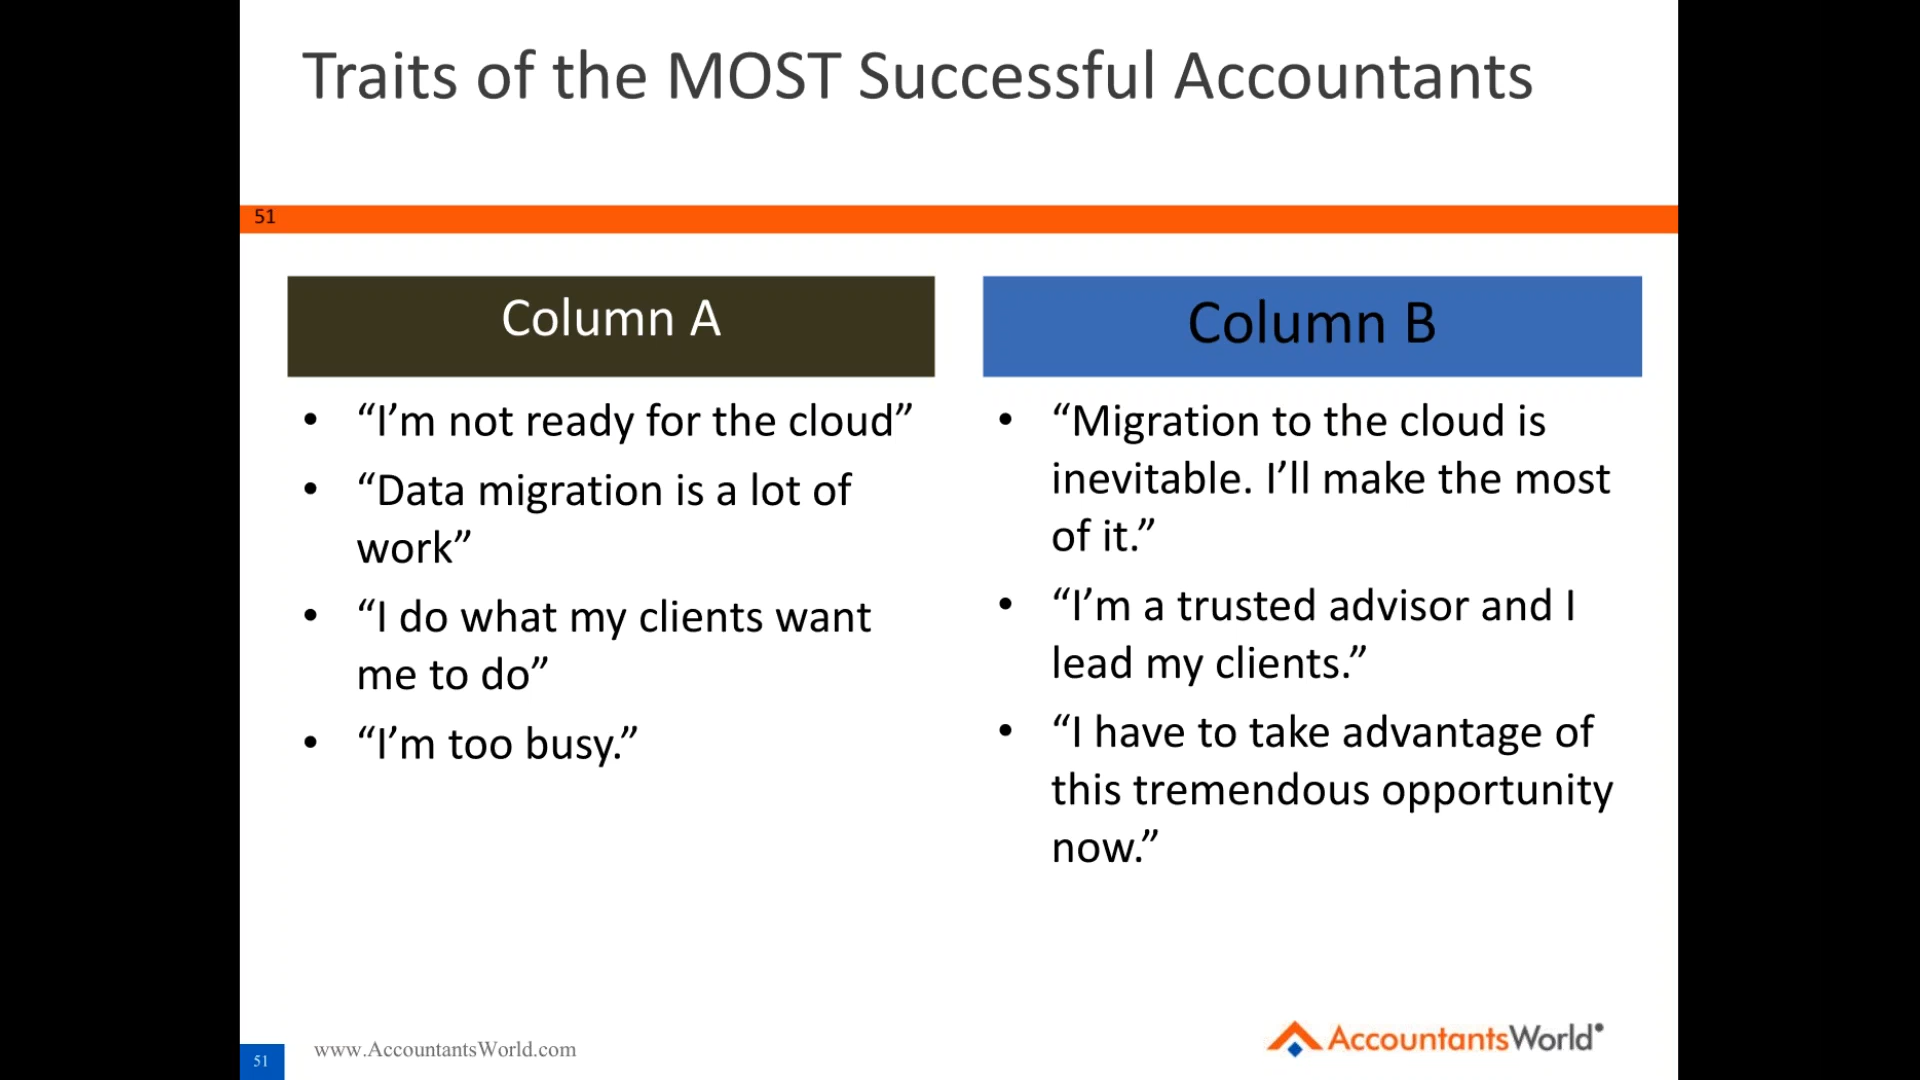 Traits of the MOST Successful Accountants
51
Column A
• “I’m not ready for the cloud”
• “Data migration is a lot of
work”
• “I do what my clients want
me to do”
• “I’m too busy.”
Column B
• “Migration to the cloud is
inevitable. I’ll make the most
of it.”
• “I’m a trusted advisor and I
lead my clients.”
• “I have to take advantage of
this tremendous opportunity
now.”
51
www.AccountantsWorld.com
AccountantsWorld